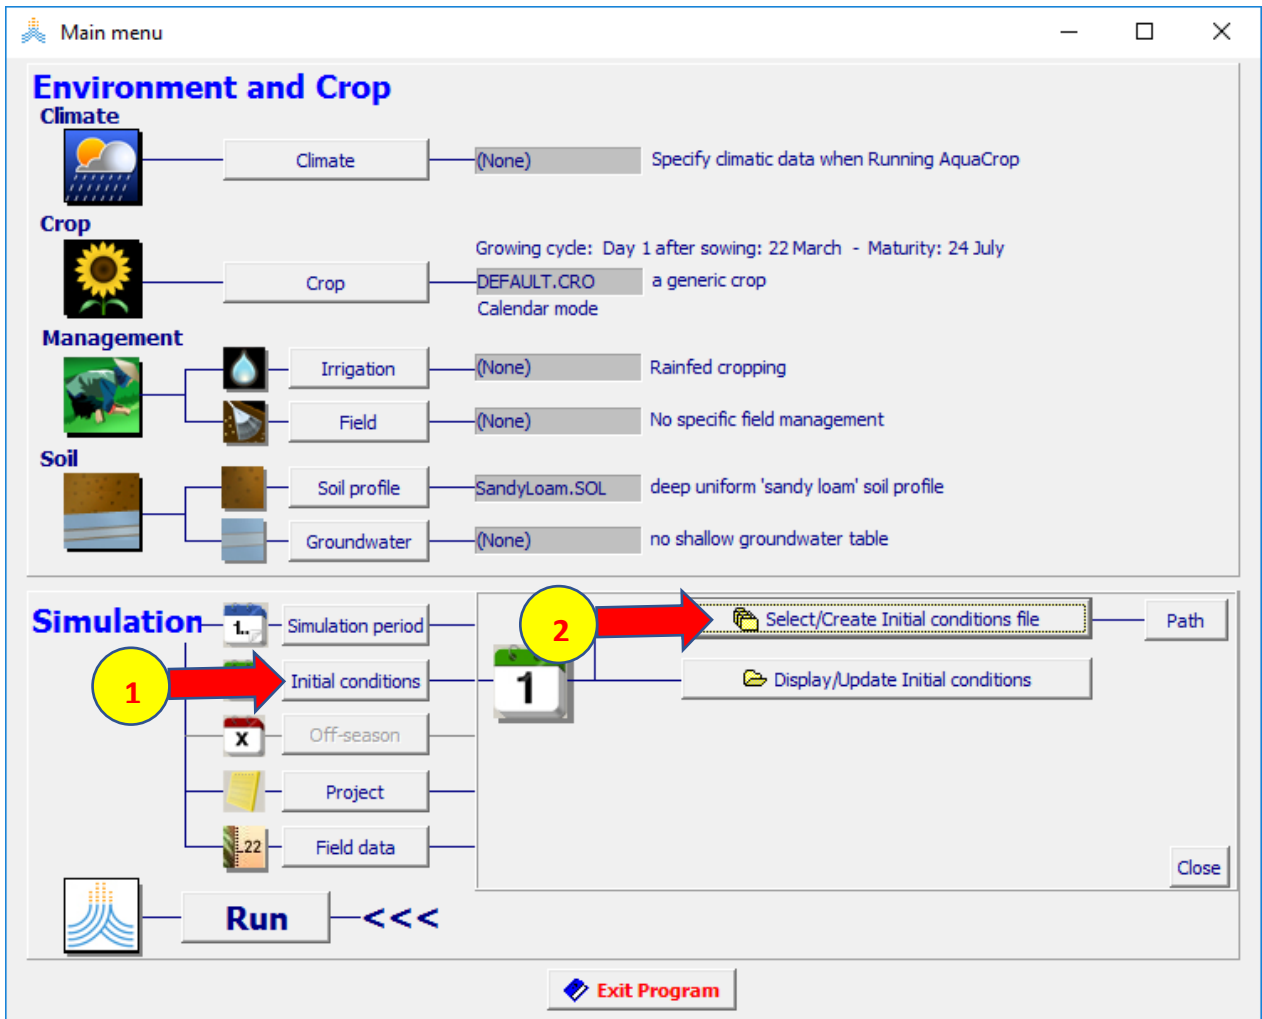 Main menu
Environment and Crop
Climate
Climate
(None)
Specify climatic data when Running AquaCrop
Crop
Growing cycle: Day 1 after sowing: 22 March - Maturity: 24 July
Crop
DEFAULT.CRO
a generic crop
Calendar mode
Management
Irrigation
(None)
Rainfed cropping
Field
(None)
No specific field management
Soil
Soil profile
SandyLoam.SOL
deep uniform 'sandy loam' soil profile
Groundwater
(None)
no shallow groundwater table
Simulation
1..
Simulation period
2
Select/Create Initial conditions file
Path
1
Initial conditions
1
Display/Update Initial conditions
X
Off-season
Project
22
Field data
Close
Run
<<<
Exit Program